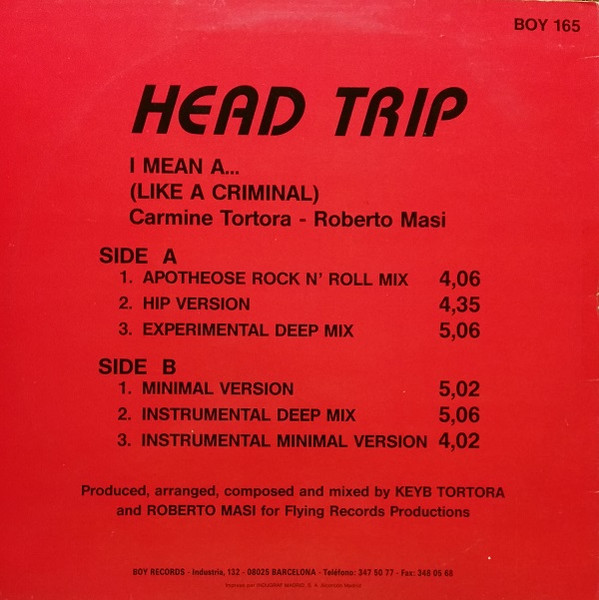 BOY 165
HEAD TRIP
I MEAN A...
(LIKE A CRIMINAL)
Carmine Tortora - Roberto Masi
SIDE A
1. APOTHEOSE ROCK N' ROLL MIX 4,06
2. HIP VERSION 4,35
3. EXPERIMENTAL DEEP MIX 5,06
SIDE B
1. MINIMAL VERSION 5,02
2. INSTRUMENTAL DEEP MIX 5,06
3. INSTRUMENTAL MINIMAL VERSION 4,02
Produced, arranged, composed and mixed by KEYB TORTORA
and ROBERTO MASI for Flying Records Productions
BOY RECORDS - Industria, 132 - 08025 BARCELONA - Teléfono: 347 50 77 - Fax: 348 05 68